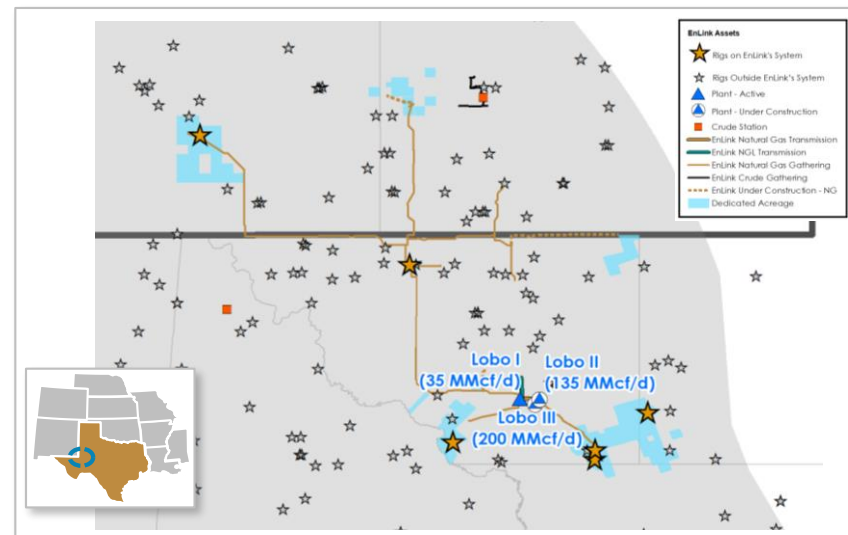 EnLink Assets
Rigs on EnLink's System
Rigs Outside EnLink's System
Plant - Active
Plant - Under Construction
Crude Station
EnLink Natural Gas Transmission
EnLink NGL Transmission
EnLink Natural Gas Gathering
EnLink Crude Gathering
EnLink Under Construction - NG
Dedicated Acreage
Lobo I
(35 MMcf/d)
Lobo II
(135 MMcf/d)
Lobo III
(200 MMcf/d)